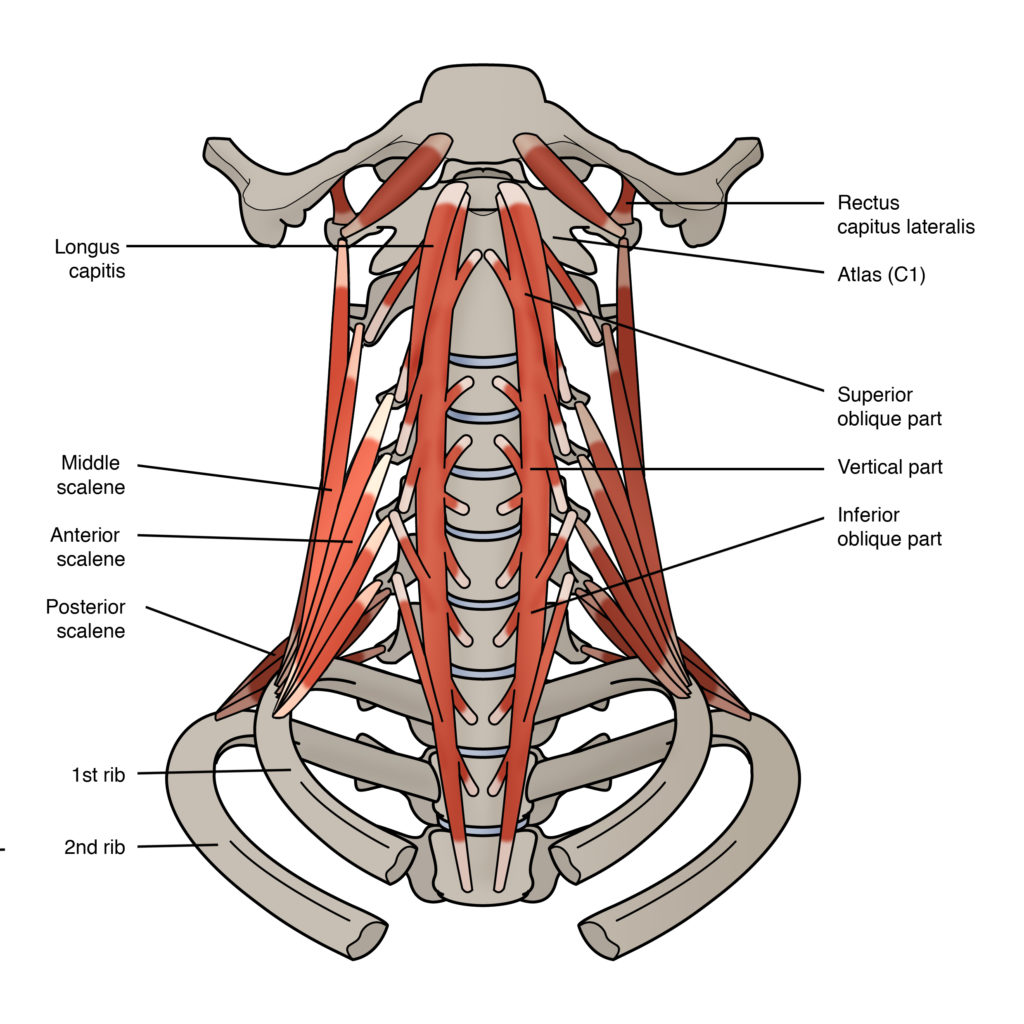 Longus
capitis
Middle
scalene
Anterior
scalene
Posterior
scalene
1st rib
2nd rib
Rectus
capitus lateralis
Atlas (C1)
Superior
oblique part
Vertical part
Inferior
oblique part